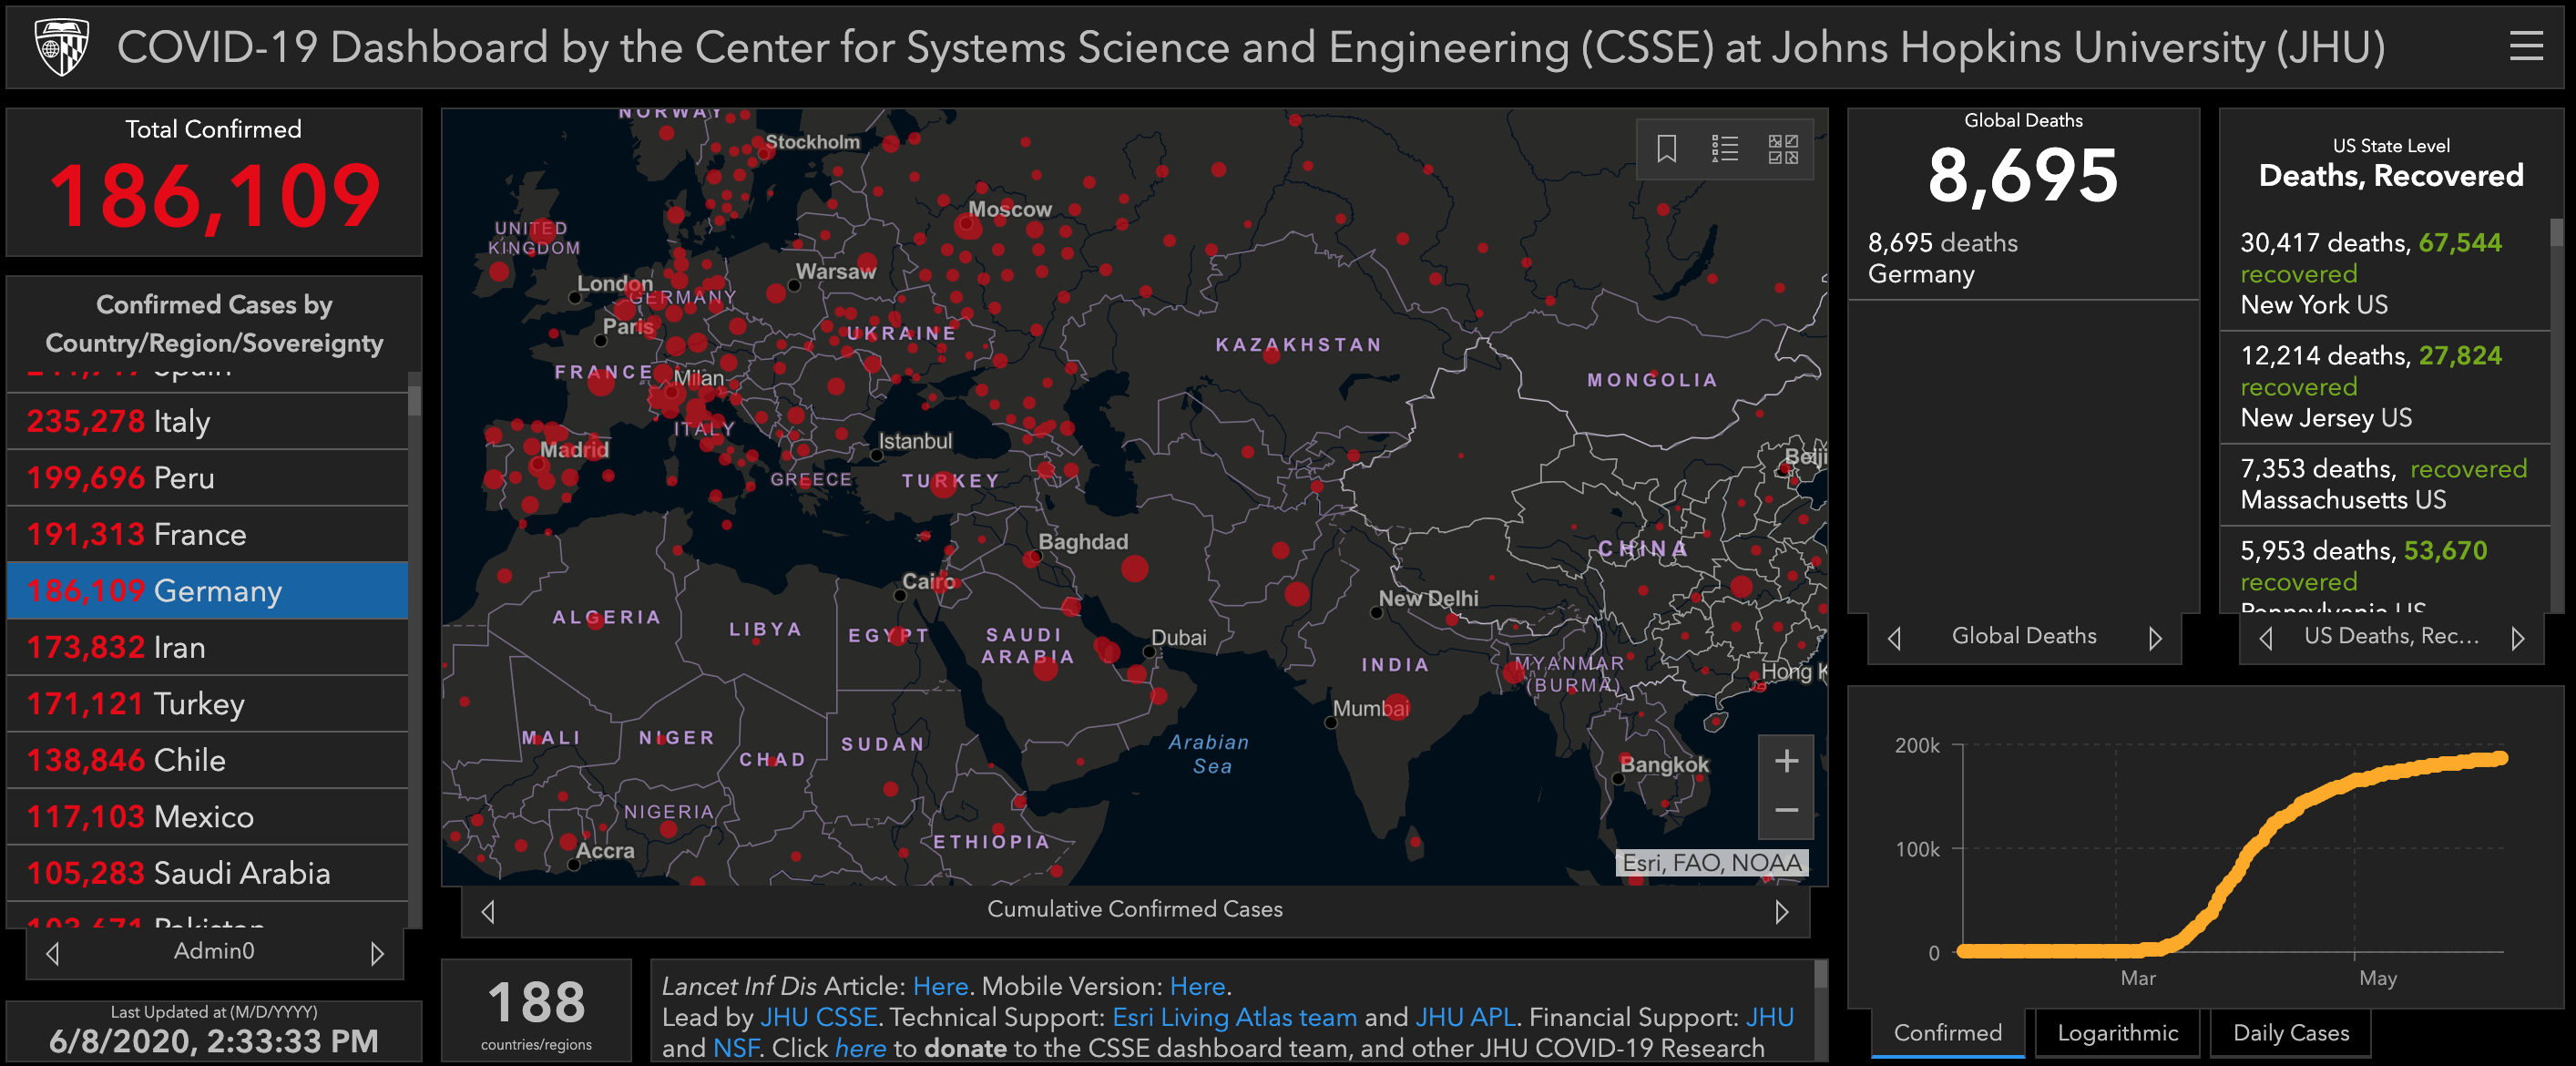 COVID-19 Dashboard by the Center for Systems Science and Engineering (CSSE) at Johns Hopkins University (JHU)
Total Confirmed
186,109
Confirmed Cases by
Country/Region/Sovereignty
Spain
235,278 Italy
199,696 Peru
191,313 France
186,109 Germany
173,832 Iran
171,121 Turkey
138,846 Chile
117,103 Mexico
105,283 Saudi Arabia
103,671 Pakistan
Admin0
Last Updated at (M/D/YYYY)
6/8/2020, 2:33:33 PM
NORWAY
Stockholm
Moscow
UNITED
KINGDOM
London
GERMANY
Warsaw
Paris
UKRAINE
KAZAKHSTAN
FRANCE
Milan
MONGOLIA
ITALY
Madrid
Istanbul
Beiji
GREECE
TURKEY
Baghdad
CHINA
Cairo
New Delhi
ALGERIA
LIBYA
EGYPT
SAUDI
ARABIA
Dubai
INDIA
MYANMAR
(BURMA)
Hong K
Mumbai
MALI
NIGER
CHAD
SUDAN
Arabian
Sea
Bangkok
NIGERIA
ETHIOPIA
Accra
Esri, FAO, NOAA
Cumulative Confirmed Cases
188
countries/regions
Lancet Inf Dis Article: Here. Mobile Version: Here.
Lead by JHU CSSE. Technical Support: Esri Living Atlas team and JHU APL. Financial Support: JHU
and NSF. Click here to donate to the CSSE dashboard team, and other JHU COVID-19 Research
Global Deaths
8,695
8,695 deaths
Germany
Global Deaths
US State Level
Deaths, Recovered
30,417 deaths, 67,544
recovered
New York US
12,214 deaths, 27,824
recovered
New Jersey US
7,353 deaths, recovered
Massachusetts US
5,953 deaths, 53,670
recovered
Pennsylvania US
US Deaths, Rec...
200k
100k
0
Mar
May
Confirmed
Logarithmic
Daily Cases